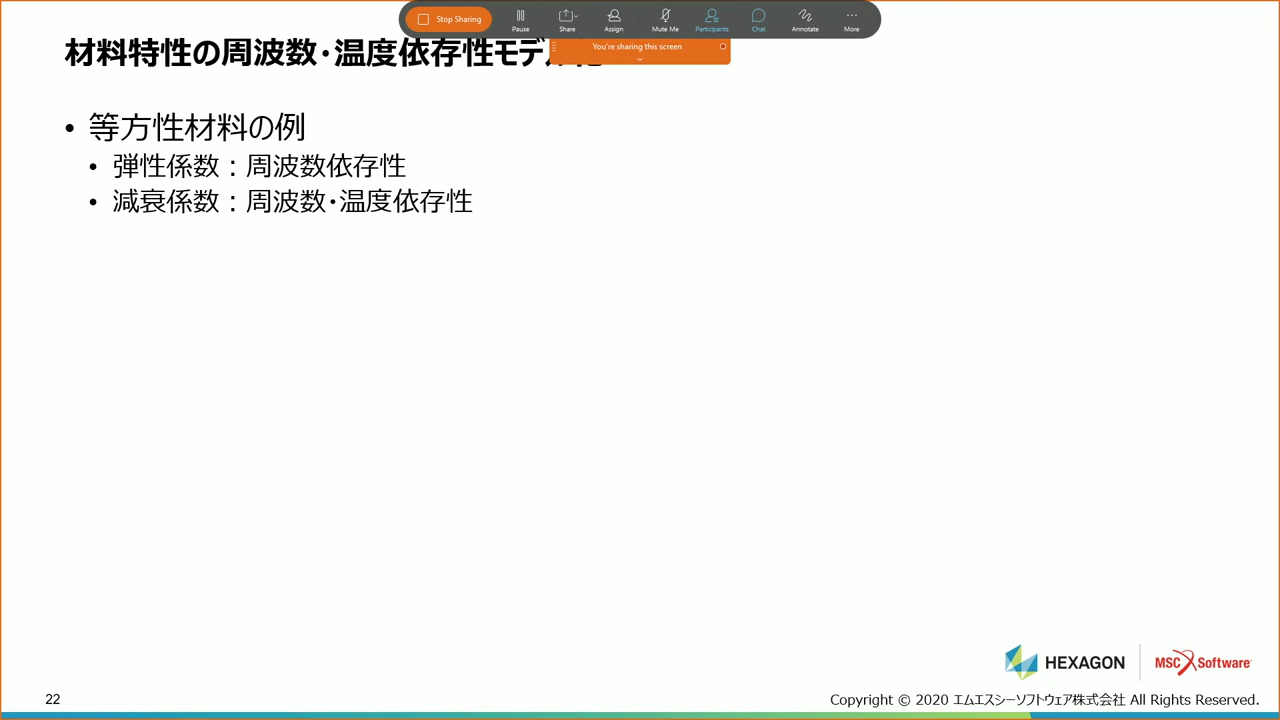 Stop Sharing
Pause
Share
Assign
Mute Me
Participants
Chat
Annotate
More
You're sharing this screen
材料特性の周波数・温度依存性モデル化
• 等方性材料の例
• 弾性係数：周波数依存性
• 減衰係数：周波数・温度依存性
HEXAGON
MSC Software
22
Copyright © 2020 エムエスシーソフトウェア株式会社 All Rights Reserved.